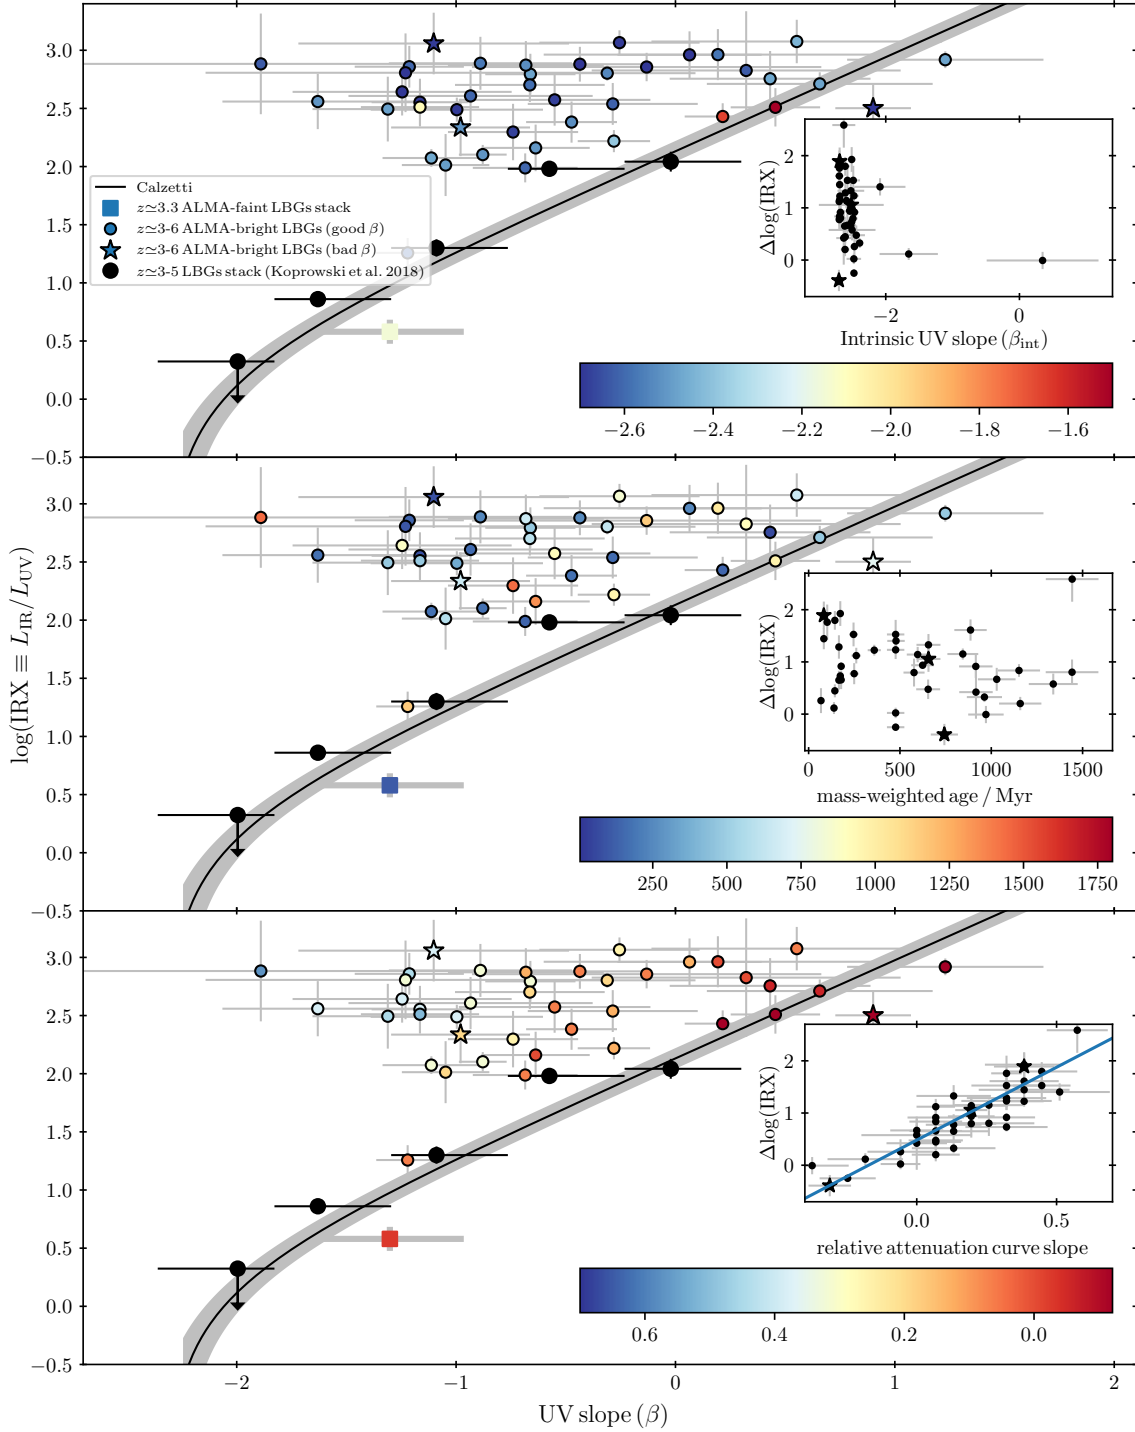 3.0
2.5
2.0
1.5
1.0
0.5
0.0
−0.5
Calzetti
z≃3.3 ALMA-faint LBGs stack
z≃3-6 ALMA-bright LBGs (good β)
z≃3-6 ALMA-bright LBGs (bad β)
z≃3-5 LBGs stack (Koprowski et al. 2018)
Δlog(IRX)
2
1
0
−2 0
Intrinsic UV slope (β_int)
−2.6 −2.4 −2.2 −2.0 −1.8 −1.6
log(IRX ≡ L_IR/L_UV)
3.0
2.5
2.0
1.5
1.0
0.5
0.0
−0.5
Δlog(IRX)
2
1
0
0 500 1000 1500
mass-weighted age / Myr
250 500 750 1000 1250 1500 1750
3.0
2.5
2.0
1.5
1.0
0.5
0.0
−0.5
Δlog(IRX)
2
1
0
0.0 0.5
relative attenuation curve slope
0.6 0.4 0.2 0.0
−2 −1 0 1 2
UV slope (β)